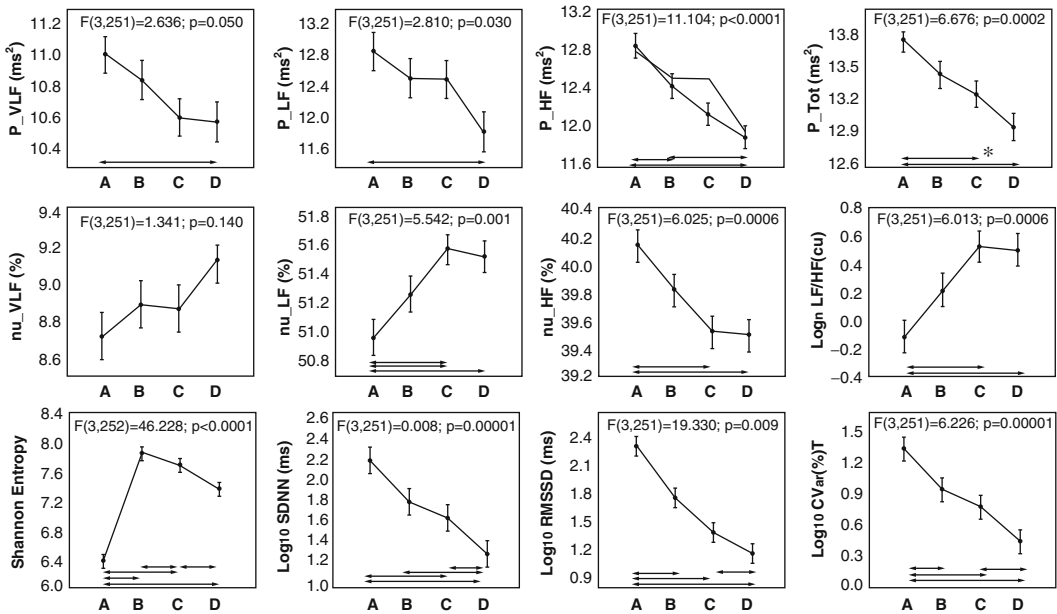 F(3,251)=2.636; p=0.050
P_VLF (ms²)
11.2
11.0
10.8
10.6
10.4
A B C D
F(3,251)=2.810; p=0.030
P_LF (ms²)
13.2
12.8
12.4
12.0
11.6
A B C D
F(3,251)=11.104; p<0.0001
P_HF (ms²)
13.2
12.8
12.4
12.0
11.6
A B C D
F(3,251)=6.676; p=0.0002
P_Tot (ms²)
13.8
13.5
13.2
12.9
12.6
*
A B C D
F(3,251)=1.341; p=0.140
nu_VLF (%)
9.4
9.2
9.0
8.8
8.6
A B C D
F(3,251)=5.542; p=0.001
nu_LF (%)
51.8
51.6
51.4
51.2
51.0
50.8
A B C D
F(3,251)=6.025; p=0.0006
nu_HF (%)
40.4
40.2
40.0
39.8
39.6
39.4
39.2
A B C D
F(3,251)=6.013; p=0.0006
Logn LF/HF(cu)
0.8
0.6
0.4
0.2
0.0
−0.2
−0.4
A B C D
F(3,252)=46.228; p<0.0001
Shannon Entropy
8.4
8.0
7.6
7.2
6.8
6.4
6.0
A B C D
F(3,251)=0.008; p=0.00001
Log10 SDNN (ms)
2.6
2.4
2.2
2.0
1.8
1.6
1.4
1.2
1.0
A B C D
F(3,251)=19.330; p=0.009
Log10 RMSSD (ms)
2.4
2.1
1.8
1.5
1.2
0.9
A B C D
F(3,251)=6.226; p=0.00001
Log10 CVar(%)T
1.5
1.2
0.9
0.6
0.3
0.0
A B C D